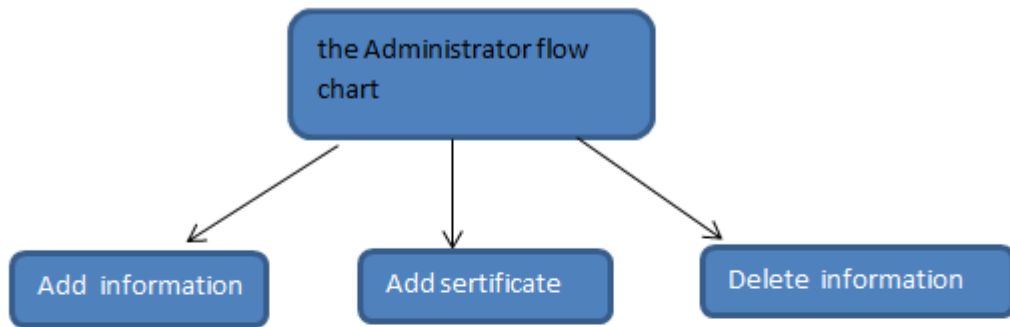 the Administrator flow
chart
Add information
Add sertificate
Delete information